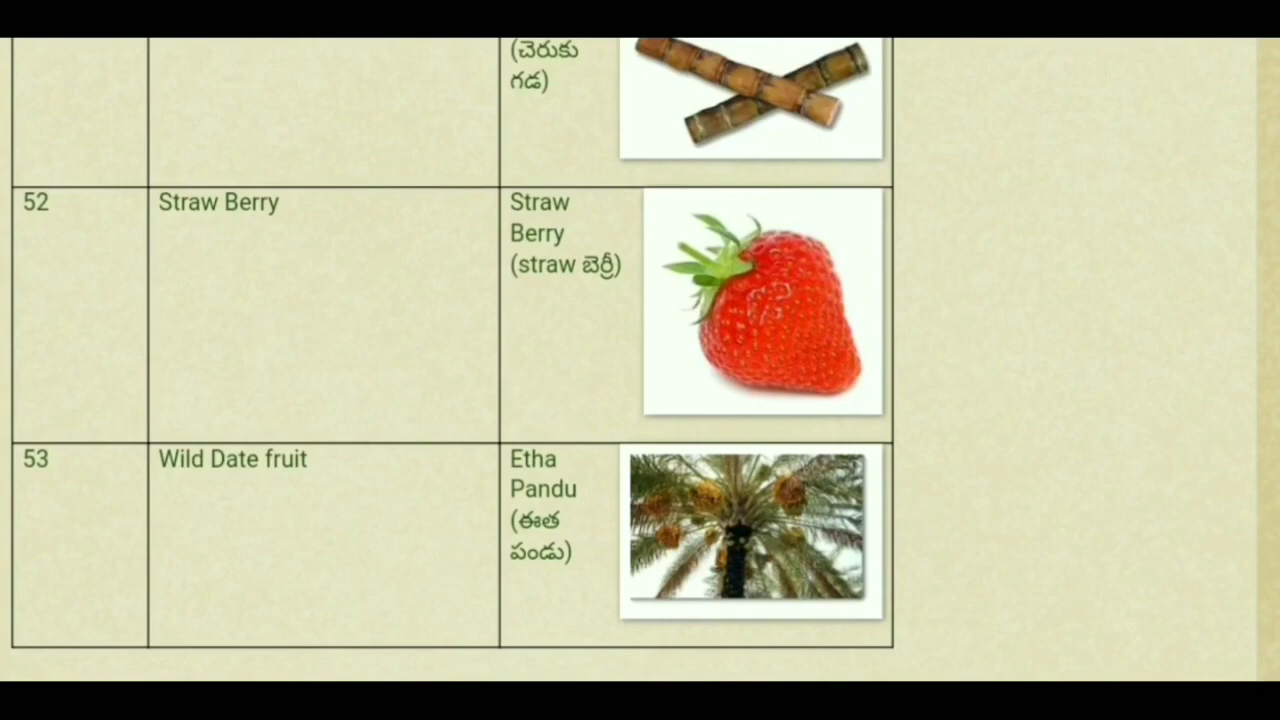 (చెరుకు
గడ)
52
Straw Berry
Straw
Berry
(straw బెర్రీ)
53
Wild Date fruit
Etha
Pandu
(ఈత
పండు)